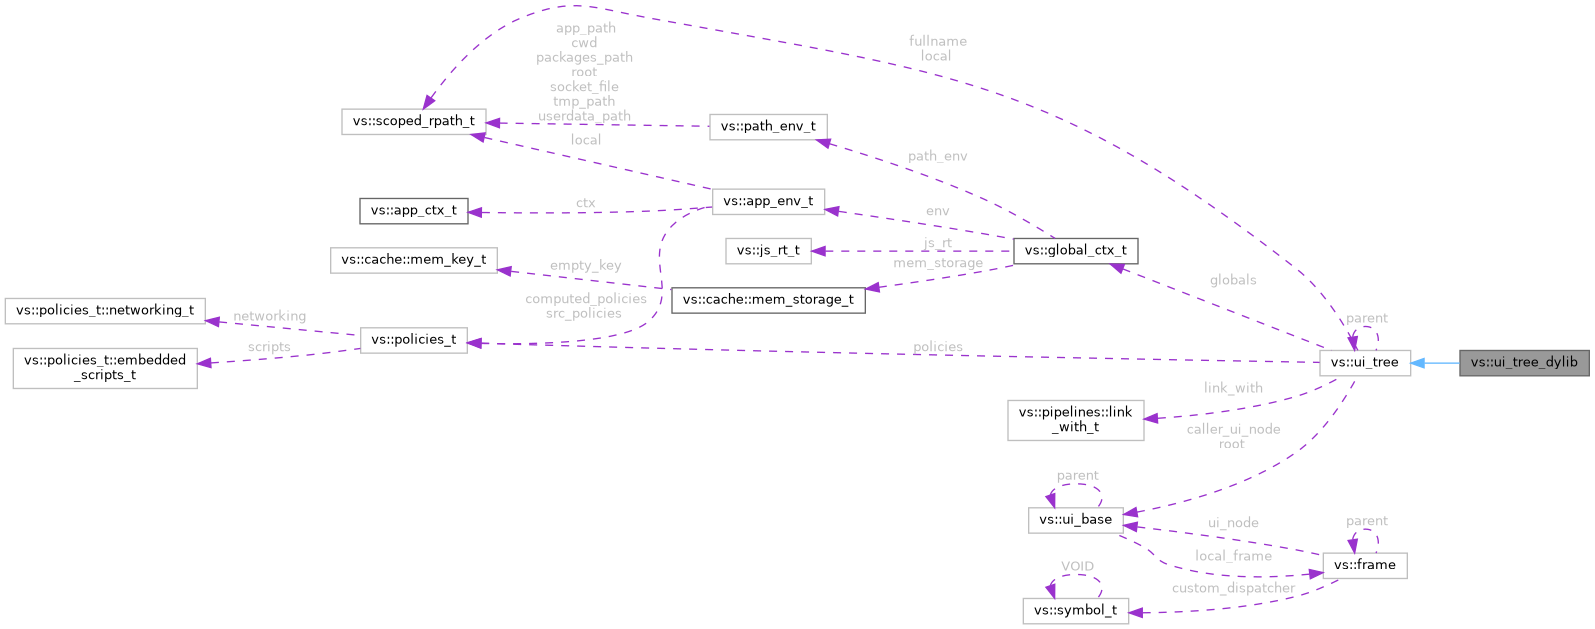 fullname
local
app_path
cwd
packages_path
root
socket_file
tmp_path
userdata_path
vs::scoped_rpath_t
vs::path_env_t
local
path_env
vs::app_ctx_t
ctx
vs::app_env_t
env
vs::cache::mem_key_t
empty_key
vs::js_rt_t
js_rt
vs::global_ctx_t
mem_storage
vs::cache::mem_storage_t
globals
vs::policies_t::networking_t
networking
computed_policies
src_policies
vs::policies_t
scripts
vs::policies_t::embedded
_scripts_t
policies
parent
vs::ui_tree
vs::ui_tree_dylib
link_with
vs::pipelines::link
_with_t
caller_ui_node
root
parent
vs::ui_base
ui_node
parent
local_frame
vs::frame
VOID
custom_dispatcher
vs::symbol_t